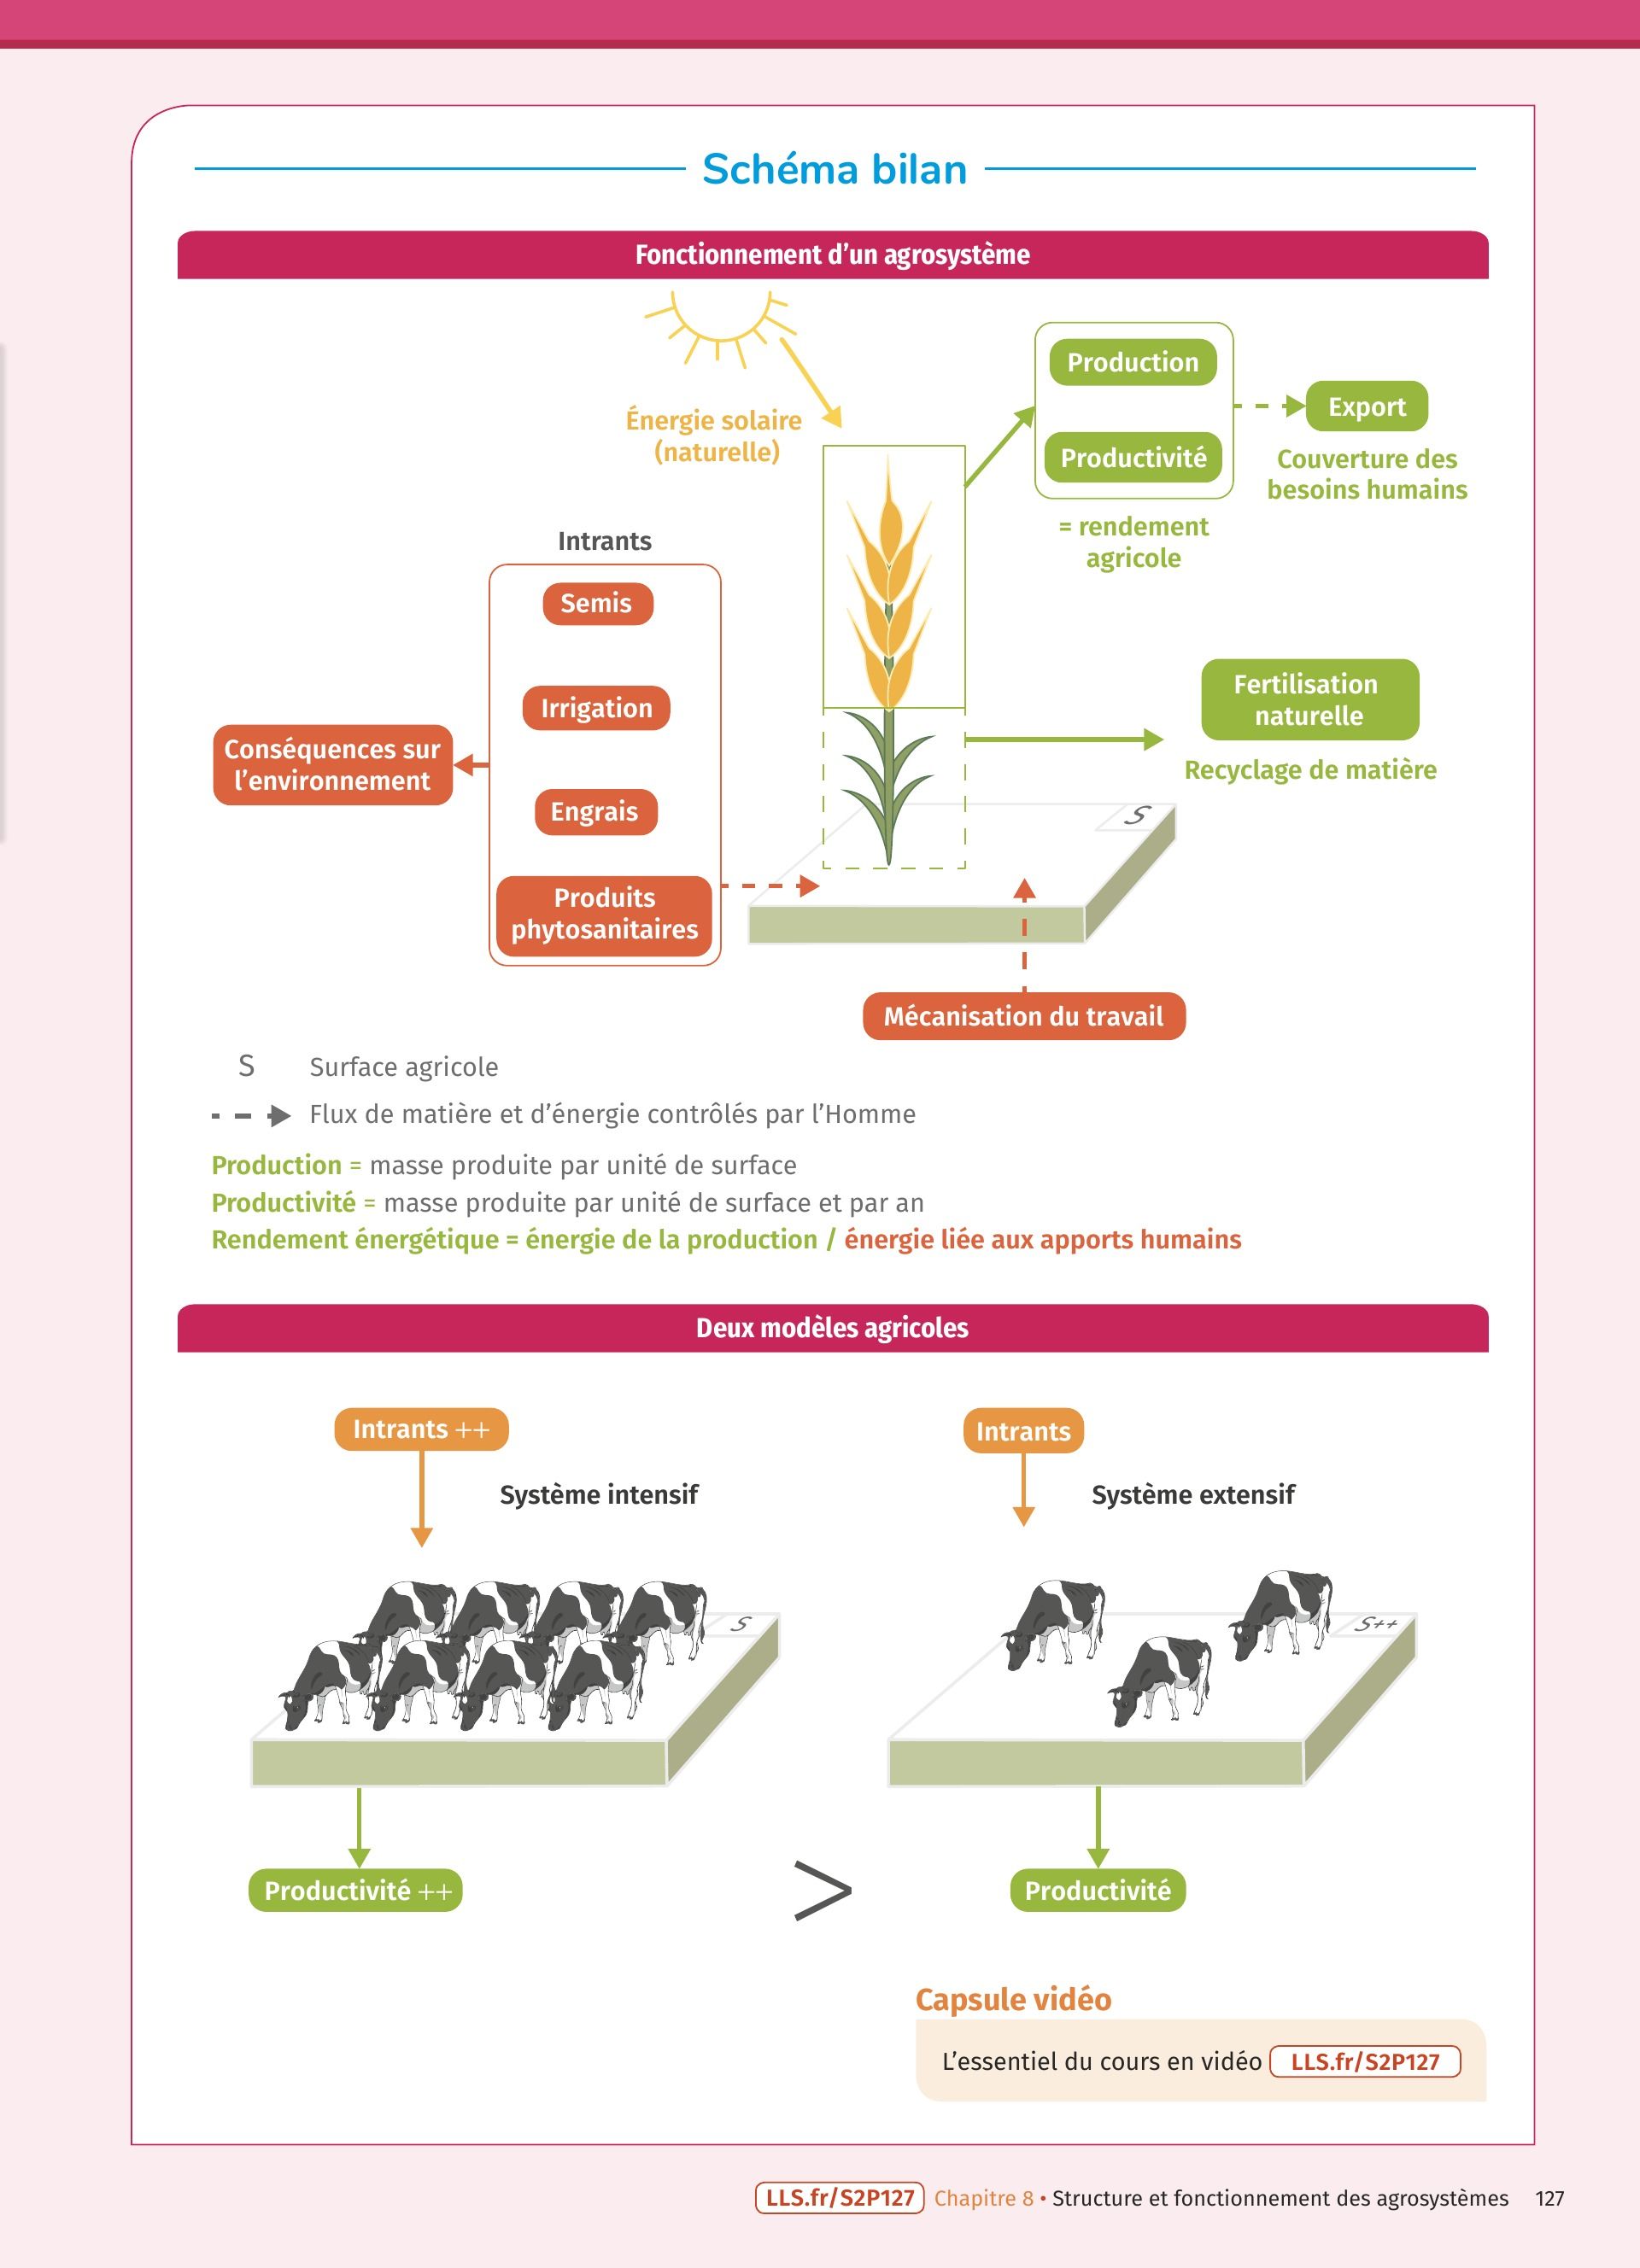 Schéma bilan
Fonctionnement d'un agrosystème
Énergie solaire
(naturelle)
Production
Productivité
= rendement
agricole
Export
Couverture des
besoins humains
Intrants
Semis
Irrigation
Engrais
Produits
phytosanitaires
Conséquences sur
l'environnement
Fertilisation
naturelle
Recyclage de matière
S
Mécanisation du travail
S Surface agricole
Flux de matière et d'énergie contrôlés par l'Homme
Production = masse produite par unité de surface
Productivité = masse produite par unité de surface et par an
Rendement énergétique = énergie de la production / énergie liée aux apports humains
Deux modèles agricoles
Intrants ++
Système intensif
S
Productivité ++
>
Intrants
Système extensif
S++
Productivité
Capsule vidéo
L'essentiel du cours en vidéo LLS.fr/S2P127
LLS.fr/S2P127 Chapitre 8 • Structure et fonctionnement des agrosystèmes 127